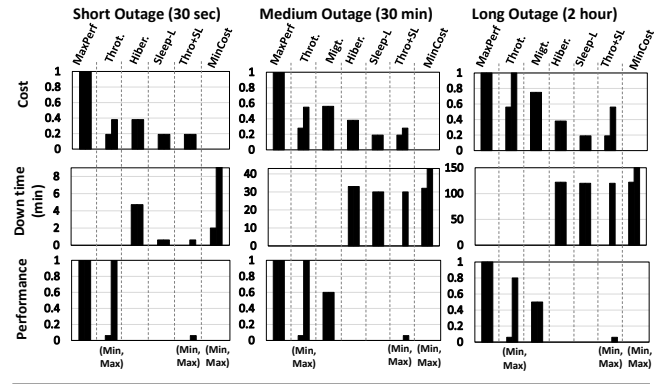 Short Outage (30 sec) Medium Outage (30 min) Long Outage (2 hour)
MaxPerf Throt. Hiber. Sleep-L Thro+SL MinCost MaxPerf Throt. Migt. Hiber. Sleep-L Thro+SL MinCost MaxPerf Throt. Migt. Hiber. Sleep-L Thro+SL MinCost
Cost
1 1 1
0.8 0.8 0.8
0.6 0.6 0.6
0.4 0.4 0.4
0.2 0.2 0.2
0 0 0
Down time
(min)
8 40 150
6 30 100
4 20 50
2 10 0
0 0
Performance
1 1 1
0.8 0.8 0.8
0.6 0.6 0.6
0.4 0.4 0.4
0.2 0.2 0.2
0 0 0
(Min, (Min, (Min, (Min, (Min, (Min, (Min, (Min, (Min,
Max) Max) Max) Max) Max) Max) Max) Max) Max)